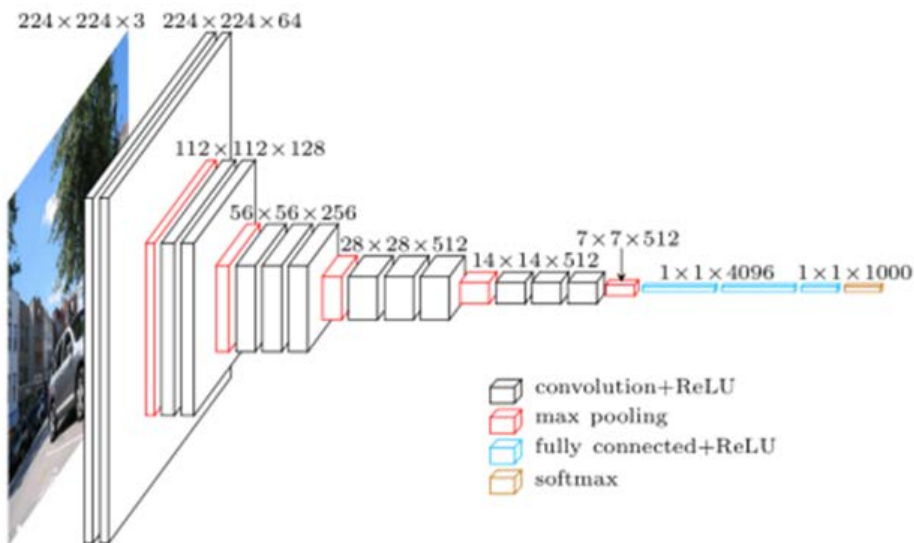 224 × 224 × 3
224 × 224 × 64
112 × 112 × 128
56 × 56 × 256
28 × 28 × 512
14 × 14 × 512
7 × 7 × 512
1 × 1 × 4096
1 × 1 × 1000
convolution+ReLU
max pooling
fully connected+ReLU
softmax